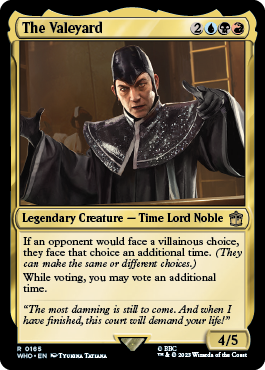 The Valeyard 2
Legendary Creature — Time Lord Noble
If an opponent would face a villainous choice,
they face that choice an additional time. (They
can make the same or different choices.)
While voting, you may vote an additional
time.
“The most damning is still to come. And when I
have finished, this court will demand your life!”
4/5
R 0165
WHO • EN Tyukina Tatiana
© BBC
™ & © 2023 Wizards of the Coast